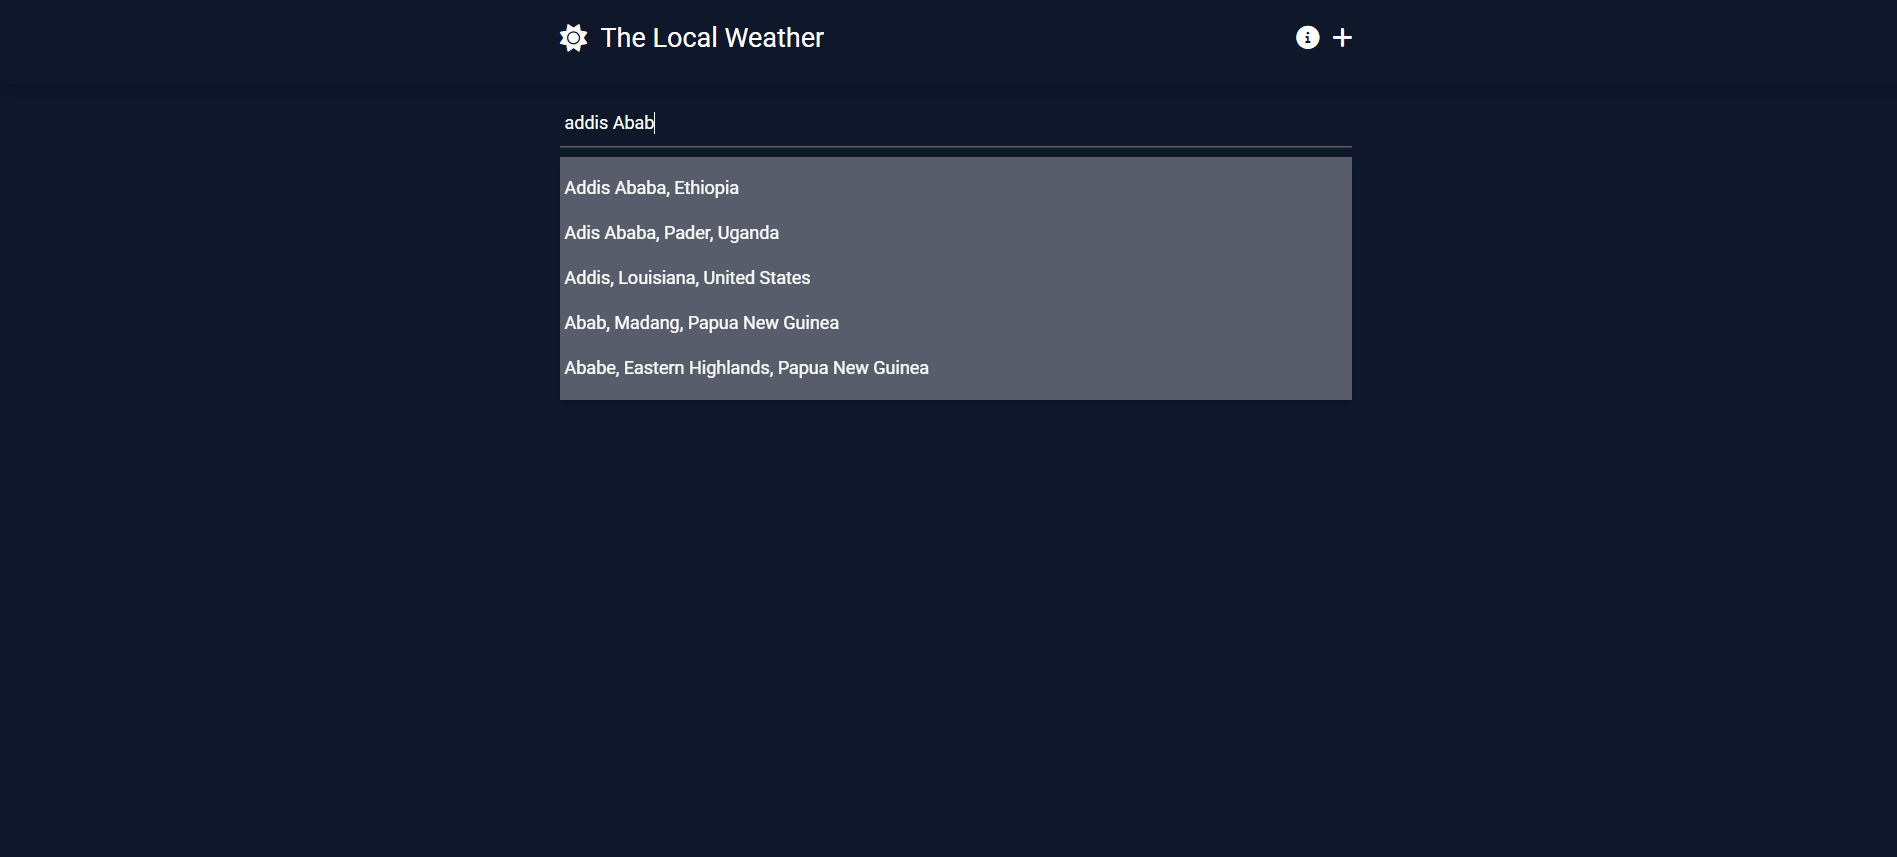 The Local Weather
addis Abab
Addis Ababa, Ethiopia
Adis Ababa, Pader, Uganda
Addis, Louisiana, United States
Abab, Madang, Papua New Guinea
Ababe, Eastern Highlands, Papua New Guinea